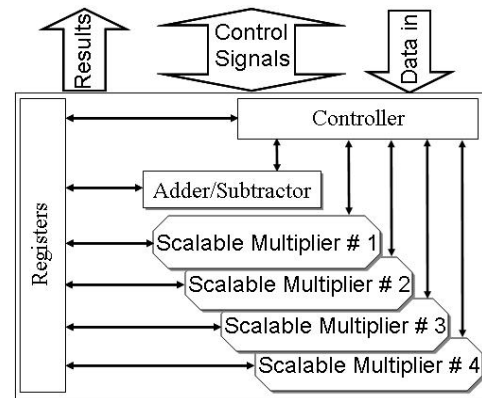 Results
Control
Signals
Data in
Controller
Registers
Adder/Subtractor
Scalable Multiplier # 1
Scalable Multiplier # 2
Scalable Multiplier # 3
Scalable Multiplier # 4